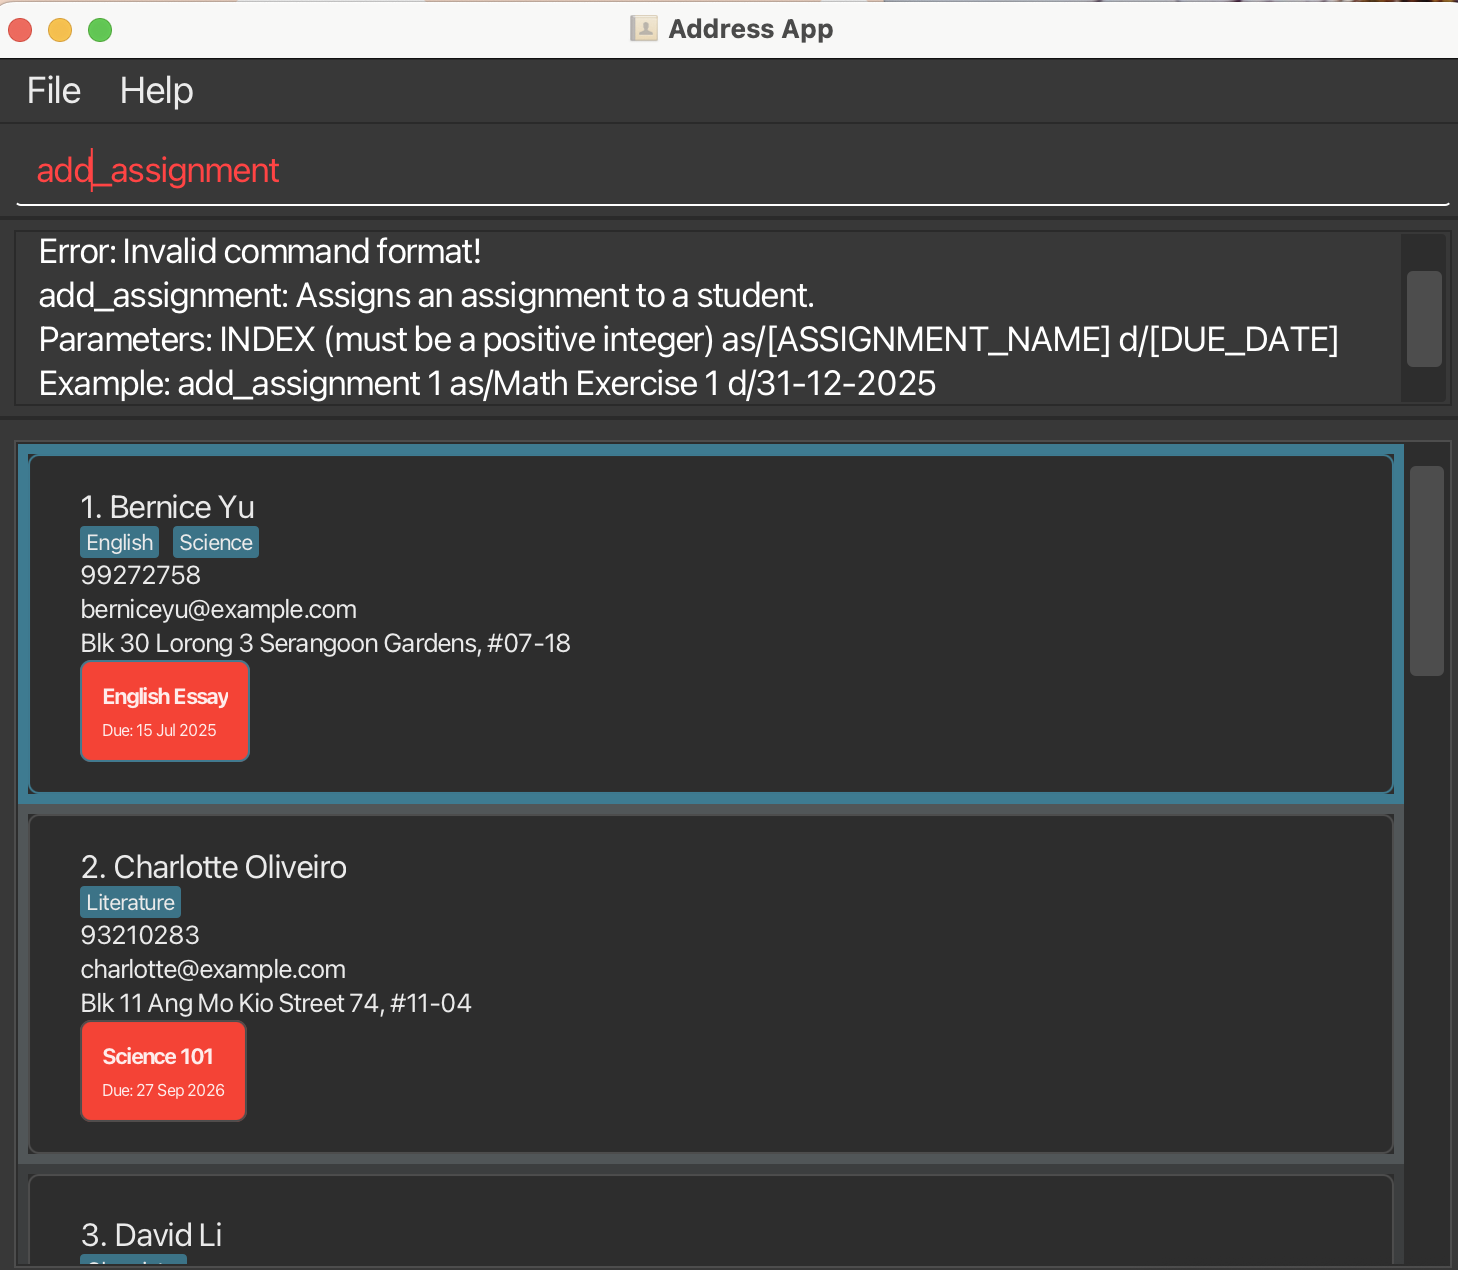 Address App
File Help
add_assignment
Error: Invalid command format!
add_assignment: Assigns an assignment to a student.
Parameters: INDEX (must be a positive integer) as/[ASSIGNMENT_NAME] d/[DUE_DATE]
Example: add_assignment 1 as/Math Exercise 1 d/31-12-2025
1. Bernice Yu
English Science
99272758
berniceyu@example.com
Blk 30 Lorong 3 Serangoon Gardens, #07-18
English Essay
Due: 15 Jul 2025
2. Charlotte Oliveiro
Literature
93210283
charlotte@example.com
Blk 11 Ang Mo Kio Street 74, #11-04
Science 101
Due: 27 Sep 2026
3. David Li